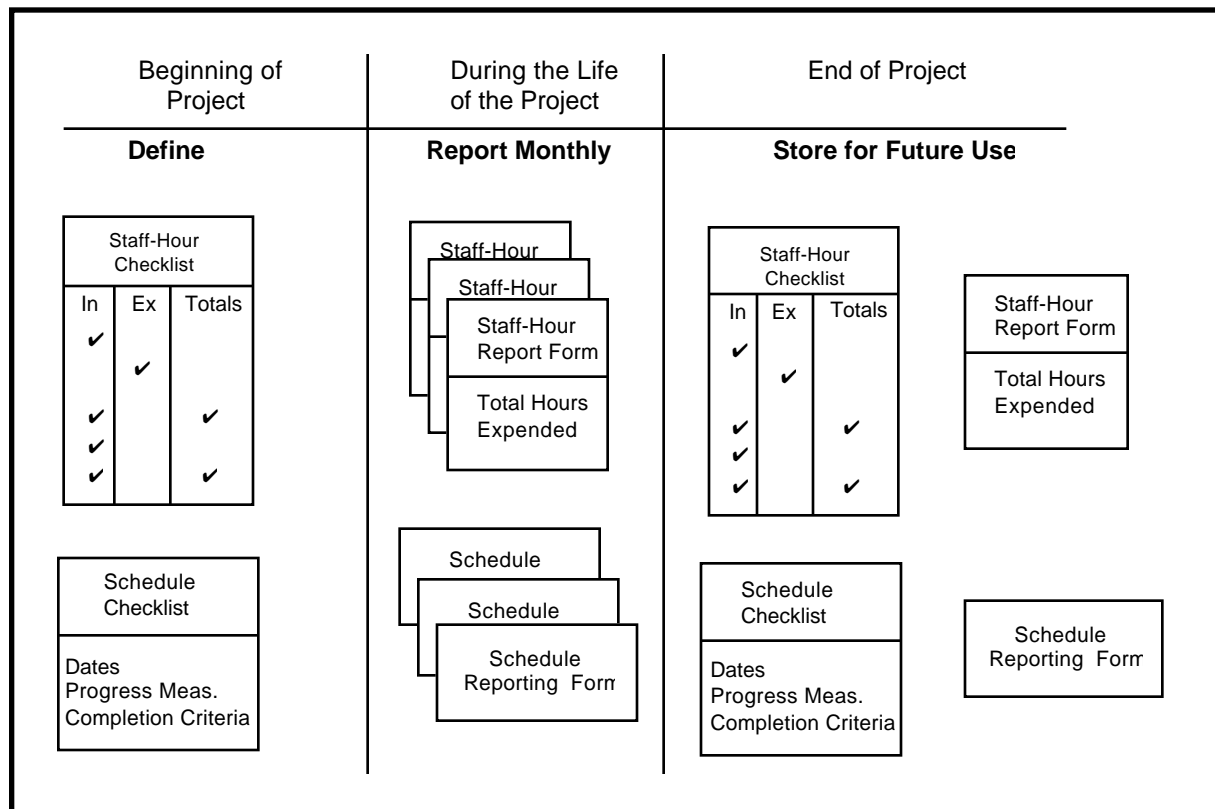 Beginning of
Project
During the Life
of the Project
End of Project
Define
Report Monthly
Store for Future Use
Staff-Hour
Checklist
In Ex Totals
✔
✔
✔ ✔
✔
✔ ✔
Schedule
Checklist
Dates
Progress Meas.
Completion Criteria
Staff-Hour
Staff-Hour
Staff-Hour
Report Form
Total Hours
Expended
Schedule
Schedule
Schedule
Reporting Form
Staff-Hour
Checklist
In Ex Totals
✔
✔
✔ ✔
✔
✔ ✔
Staff-Hour
Report Form
Total Hours
Expended
Schedule
Checklist
Dates
Progress Meas.
Completion Criteria
Schedule
Reporting Form